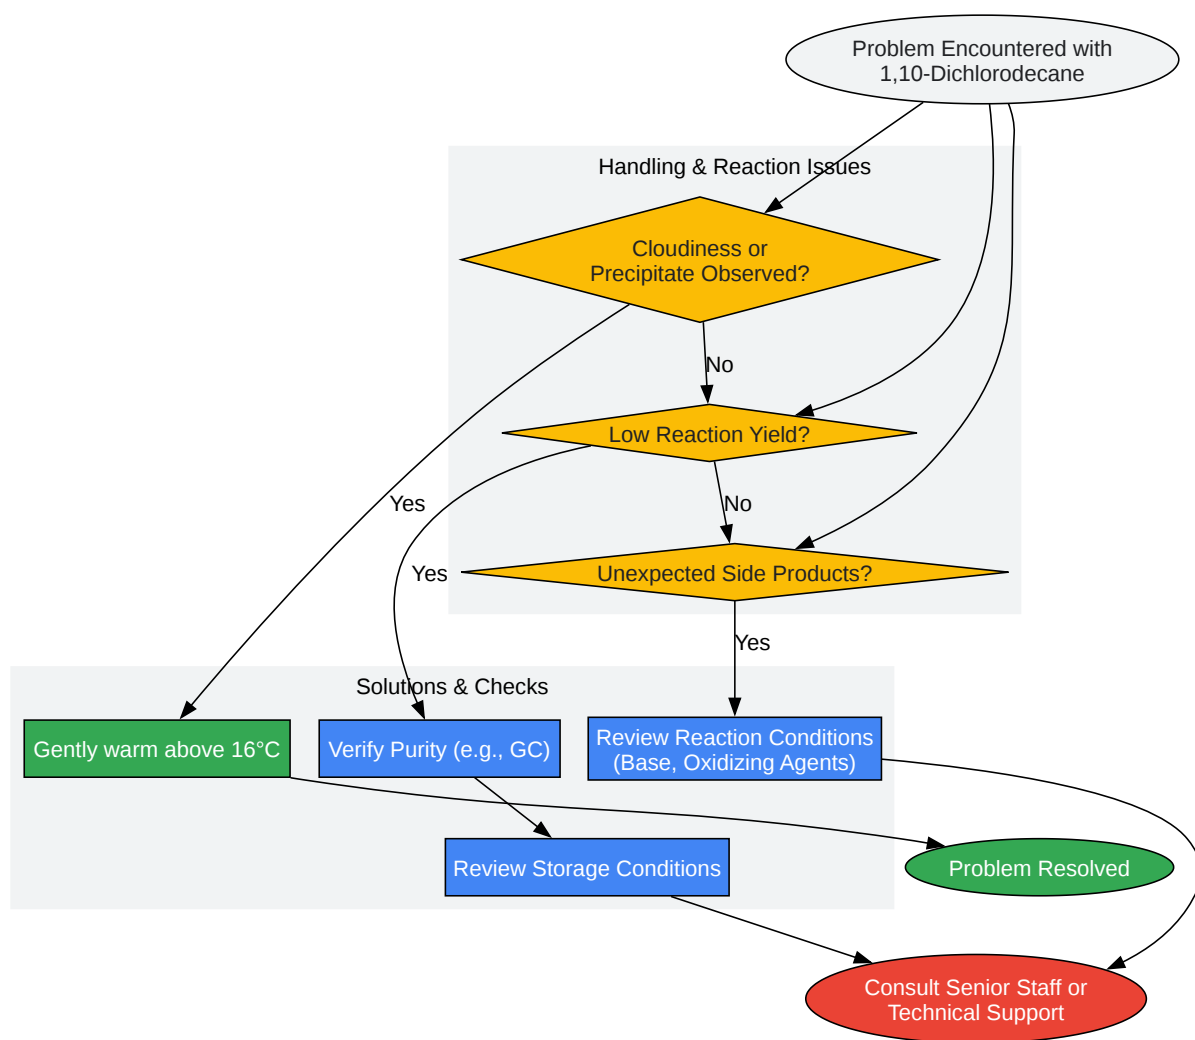 Problem Encountered with
1,10-Dichlorodecane
Handling & Reaction Issues
Cloudiness or
Precipitate Observed?
No
Low Reaction Yield?
Yes
No
Yes
Unexpected Side Products?
Yes
Solutions & Checks
Gently warm above 16°C
Verify Purity (e.g., GC)
Review Reaction Conditions
(Base, Oxidizing Agents)
Review Storage Conditions
Problem Resolved
Consult Senior Staff or
Technical Support